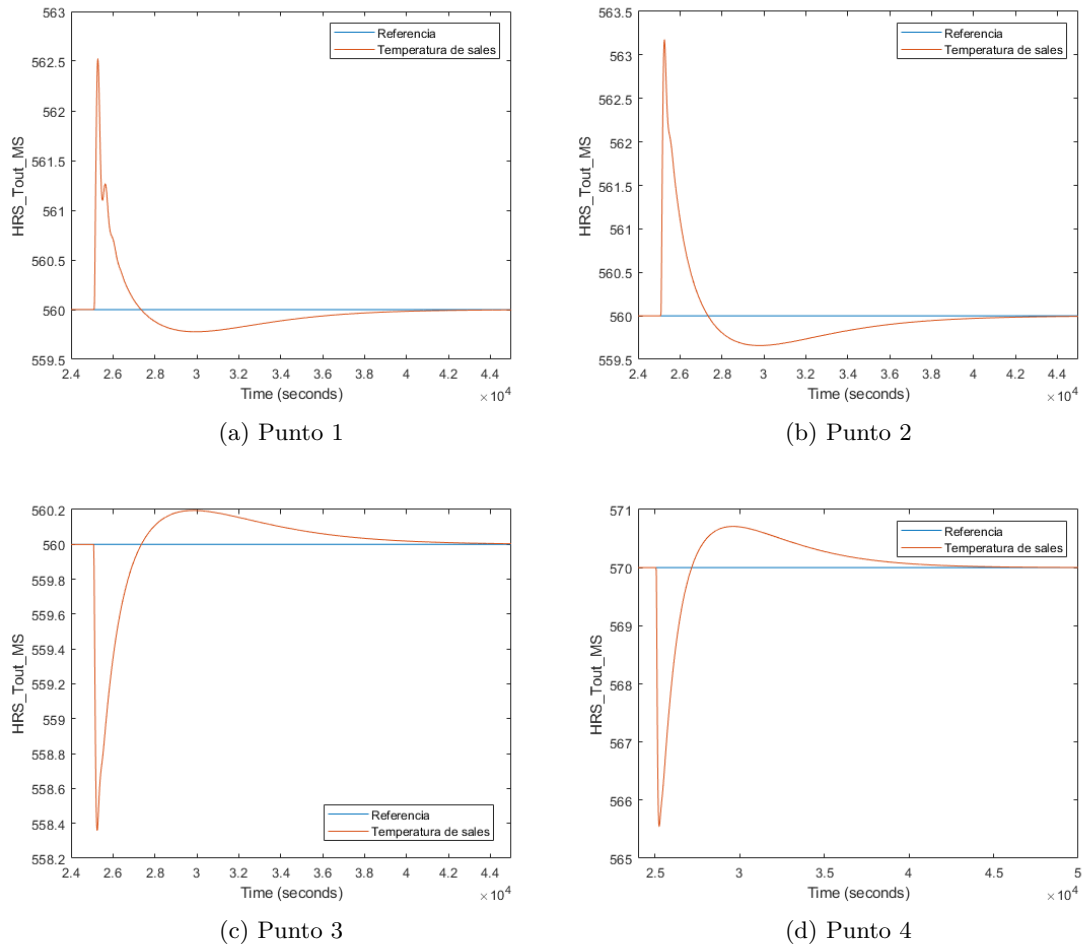 563
562.5
562
561.5
561
560.5
560
559.5
HRS_Tout_MS
Referencia
Temperatura de sales
2.4 2.6 2.8 3 3.2 3.4 3.6 3.8 4 4.2 4.4
Time (seconds)
×10^4
(a) Punto 1
563.5
563
562.5
562
561.5
561
560.5
560
559.5
HRS_Tout_MS
Referencia
Temperatura de sales
2.4 2.6 2.8 3 3.2 3.4 3.6 3.8 4 4.2 4.4
Time (seconds)
×10^4
(b) Punto 2
560.2
560
559.8
559.6
559.4
559.2
559
558.8
558.6
558.4
558.2
HRS_Tout_MS
Referencia
Temperatura de sales
2.4 2.6 2.8 3 3.2 3.4 3.6 3.8 4 4.2 4.4
Time (seconds)
×10^4
(c) Punto 3
571
570
569
568
567
566
565
HRS_Tout_MS
Referencia
Temperatura de sales
2.5 3 3.5 4 4.5 5
Time (seconds)
×10^4
(d) Punto 4